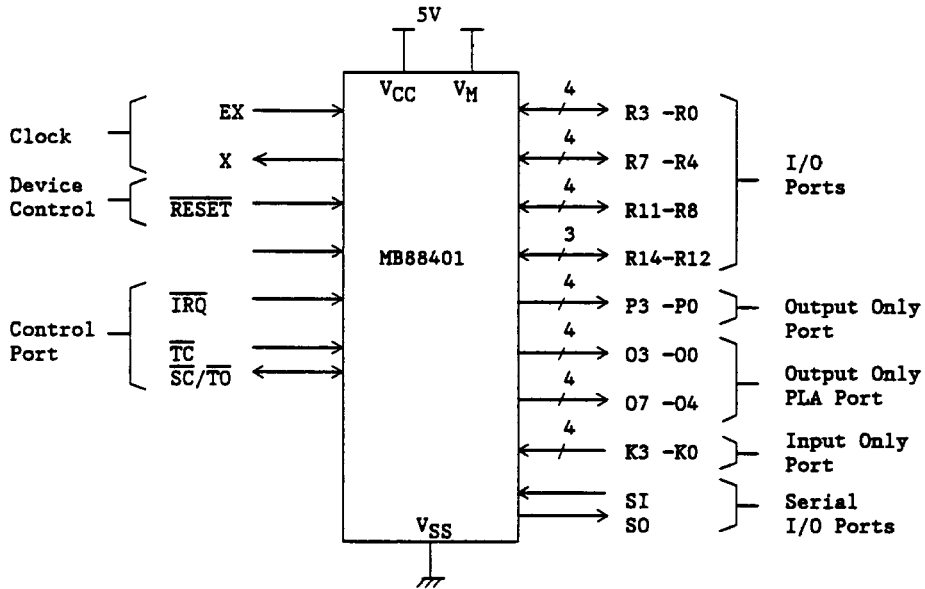 5V
VCC VM
Clock
EX
X
Device
Control
RESET
Control
Port
IRQ
TC
SC/TO
MB88401
VSS
4
R3 -R0
4
R7 -R4
4
R11-R8
3
R14-R12
I/O
Ports
4
P3 -P0
Output Only
Port
4
O3 -O0
4
O7 -O4
Output Only
PLA Port
4
K3 -K0
Input Only
Port
SI
SO
Serial
I/O Ports